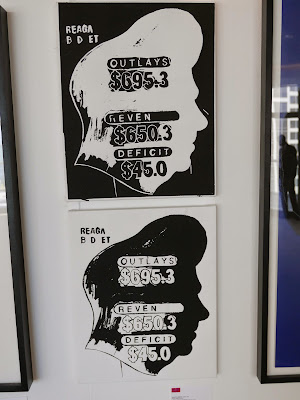 REAGA
B D ET
OUTLAYS
$695.3
REVEN
$650.3
DEFICIT
$45.0
REAGA
B D ET
OUTLAYS
$695.3
REVEN
$650.3
DEFICIT
$45.0